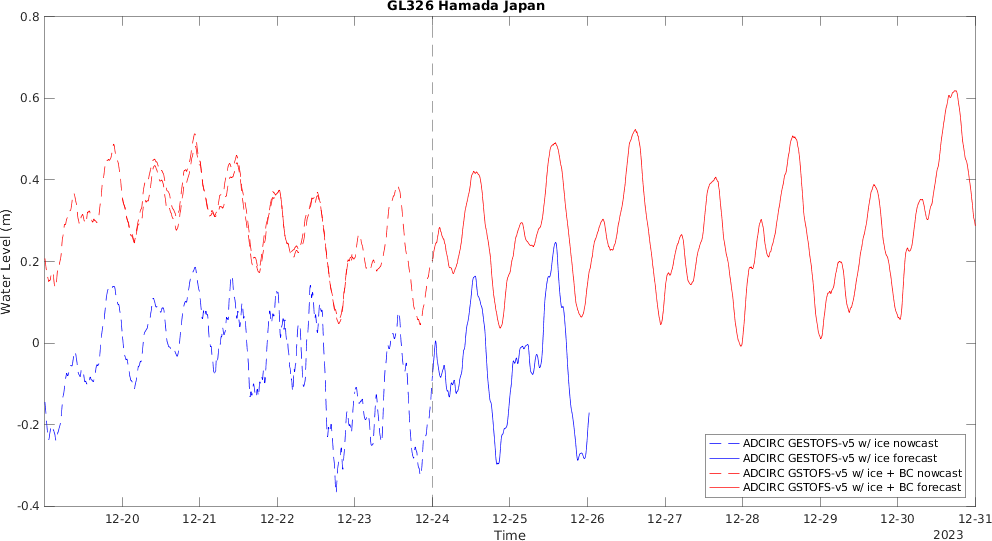 GL326 Hamada Japan
0.8
0.6
0.4
0.2
0
-0.2
-0.4
Water Level (m)
ADCIRC GESTOFS-v5 w/ ice nowcast
ADCIRC GESTOFS-v5 w/ ice forecast
ADCIRC GSTOFS-v5 w/ ice + BC nowcast
ADCIRC GSTOFS-v5 w/ ice + BC forecast
12-20 12-21 12-22 12-23 12-24 12-25 12-26 12-27 12-28 12-29 12-30 12-31
Time
2023